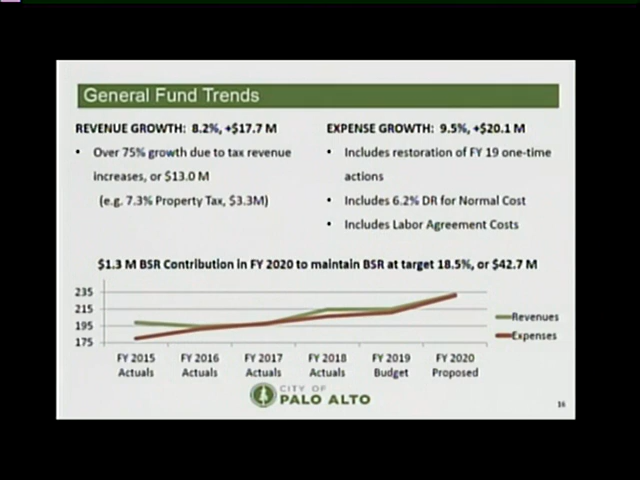 General Fund Trends
REVENUE GROWTH: 8.2%, +$17.7 M
• Over 75% growth due to tax revenue
increases, or $13.0 M
(e.g. 7.3% Property Tax, $3.3M)
EXPENSE GROWTH: 9.5%, +$20.1 M
• Includes restoration of FY 19 one-time
actions
• Includes 6.2% DR for Normal Cost
• Includes Labor Agreement Costs
$1.3 M BSR Contribution in FY 2020 to maintain BSR at target 18.5%, or $42.7 M
235
215
195
175
Revenues
Expenses
FY 2015 FY 2016 FY 2017 FY 2018 FY 2019 FY 2020
Actuals Actuals Actuals Actuals Budget Proposed
CITY OF
PALO ALTO
16